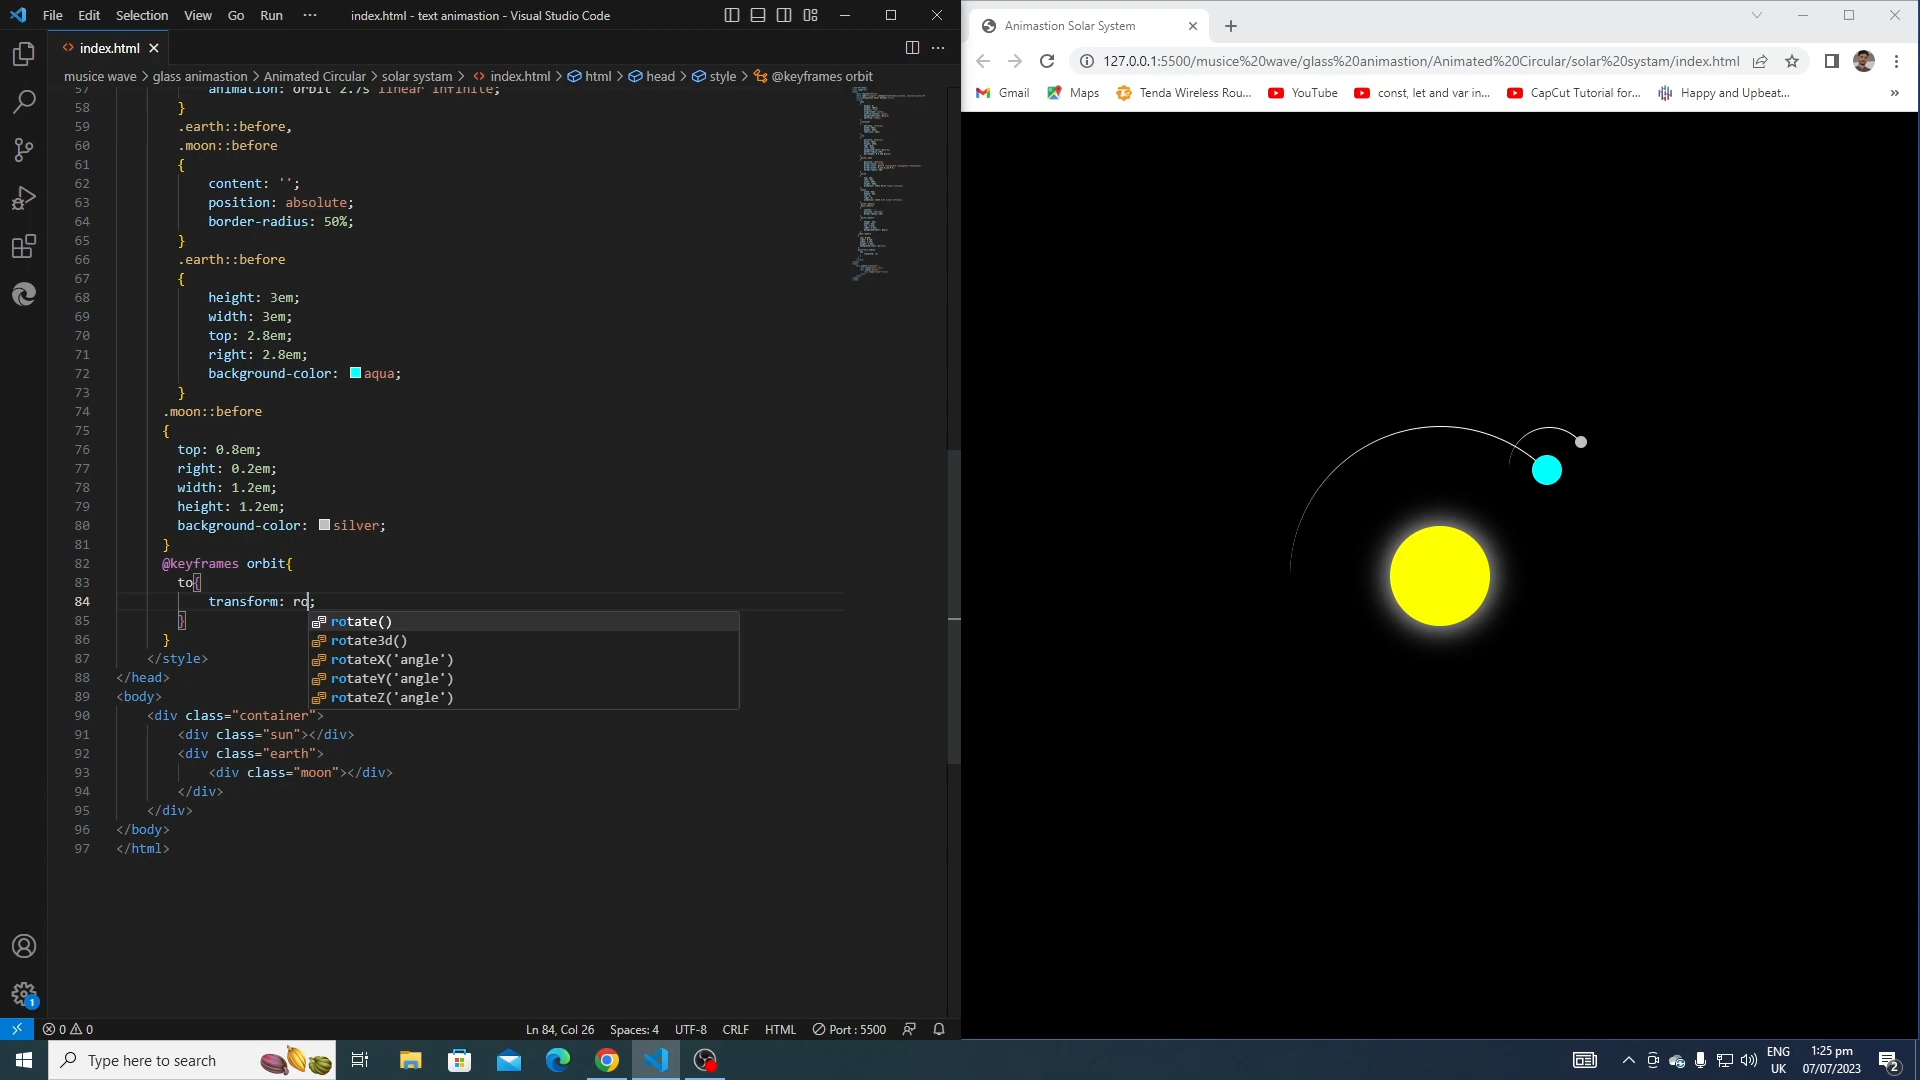 File Edit Selection View Go Run ··· index.html - text animastion - Visual Studio Code
index.html
musice wave > glass animastion > Animated Circular > solar systam > index.html > html > head > style > @keyframes orbit
57 animation: orbit 2.7s linear infinite;
58 }
59 .earth::before,
60 .moon::before
61 {
62 content: '';
63 position: absolute;
64 border-radius: 50%;
65 }
66 .earth::before
67 {
68 height: 3em;
69 width: 3em;
70 top: 2.8em;
71 right: 2.8em;
72 background-color: aqua;
73 }
74 .moon::before
75 {
76 top: 0.8em;
77 right: 0.2em;
78 width: 1.2em;
79 height: 1.2em;
80 background-color: silver;
81 }
82 @keyframes orbit{
83 to{
84 transform: ro;
85 }
86 }
87 </style>
88 </head>
89 <body>
90 <div class="container">
91 <div class="sun"></div>
92 <div class="earth">
93 <div class="moon"></div>
94 </div>
95 </div>
96 </body>
97 </html>
rotate()
rotate3d()
rotateX('angle')
rotateY('angle')
rotateZ('angle')
1
0 0 Ln 84, Col 26 Spaces: 4 UTF-8 CRLF HTML Port : 5500
Animastion Solar System
127.0.0.1:5500/musice%20wave/glass%20animastion/Animated%20Circular/solar%20systam/index.html
Gmail Maps Tenda Wireless Rou... YouTube const, let and var in... CapCut Tutorial for... Happy and Upbeat... »
Type here to search
ENG
UK
1:25 pm
07/07/2023
2